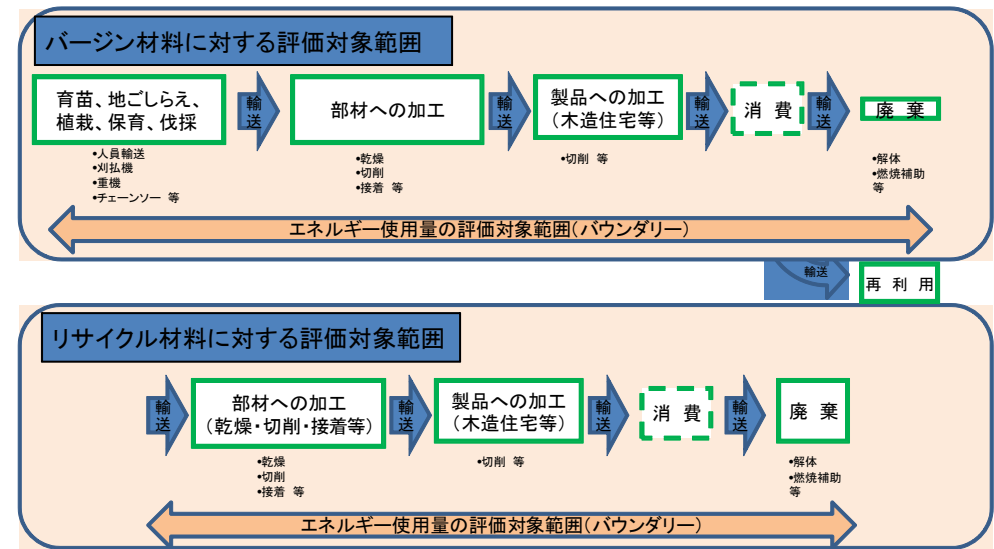 バージン材料に対する評価対象範囲
育苗、地ごしらえ、
植栽、保育、伐採
輸
送
部材への加工
輸
送
製品への加工
（木造住宅等）
輸
送
消 費
輸
送
廃 棄
•人員輸送
•刈払機
•重機
•チェーンソー 等
•乾燥
•切削
•接着 等
•切削 等
•解体
•燃焼補助
等
エネルギー使用量の評価対象範囲（バウンダリー）
輸送
再 利 用
リサイクル材料に対する評価対象範囲
輸
送
部材への加工
（乾燥・切削・接着等）
輸
送
製品への加工
（木造住宅等）
輸
送
消 費
輸
送
廃 棄
•乾燥
•切削
•接着 等
•切削 等
•解体
•燃焼補助
等
エネルギー使用量の評価対象範囲（バウンダリー）